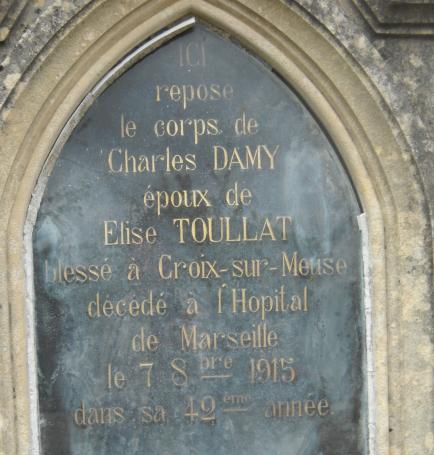 ICI
repose
le corps de
Charles DAMY
époux de
Elise TOULLAT
blessé à Croix-sur-Meuse
décédé à l'Hopital
de Marseille
le 7 8bre 1915
dans sa 42ème année